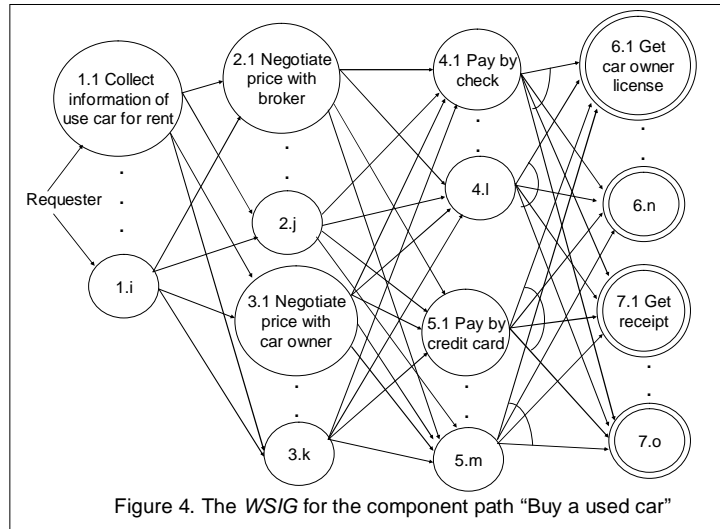 1.1 Collect
information of
use car for rent
Requester
1.i
2.1 Negotiate
price with
broker
2.j
3.1 Negotiate
price with
car owner
3.k
4.1 Pay by
check
4.l
5.1 Pay by
credit card
5.m
6.1 Get
car owner
license
6.n
7.1 Get
receipt
7.o
Figure 4. The WSIG for the component path “Buy a used car”